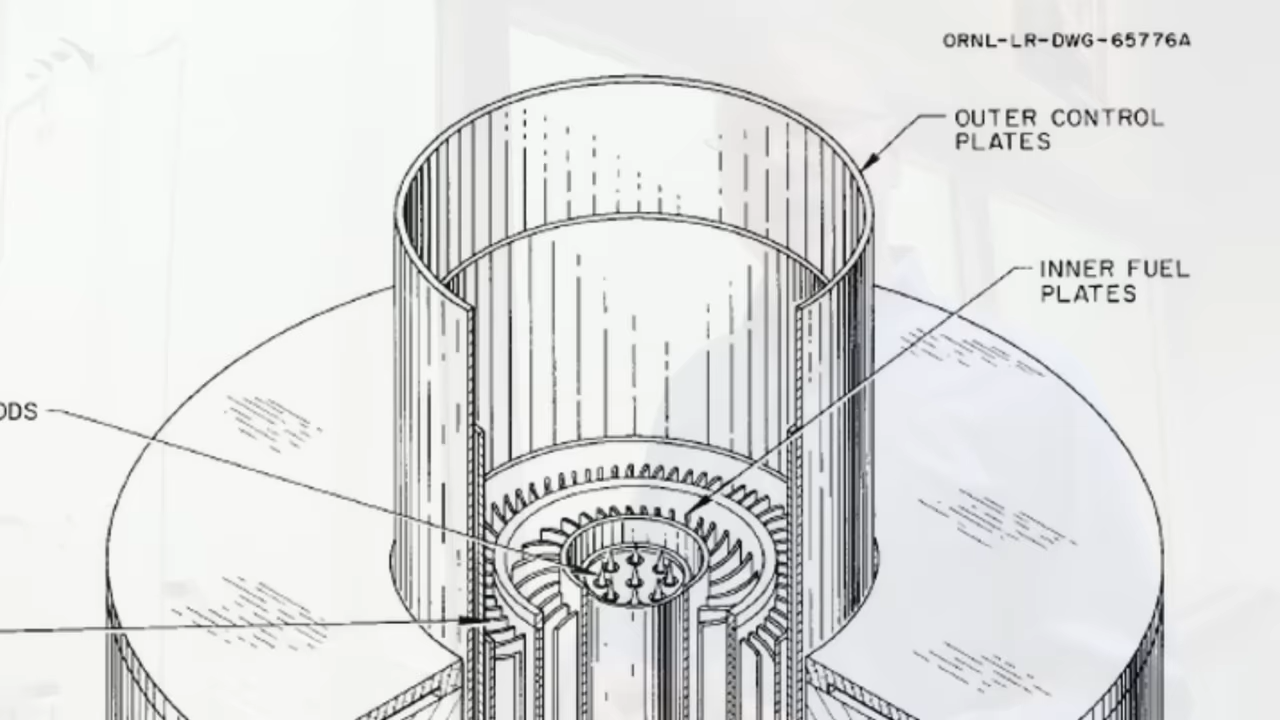 ORNL-LR-DWG-65776A
OUTER CONTROL
PLATES
INNER FUEL
PLATES